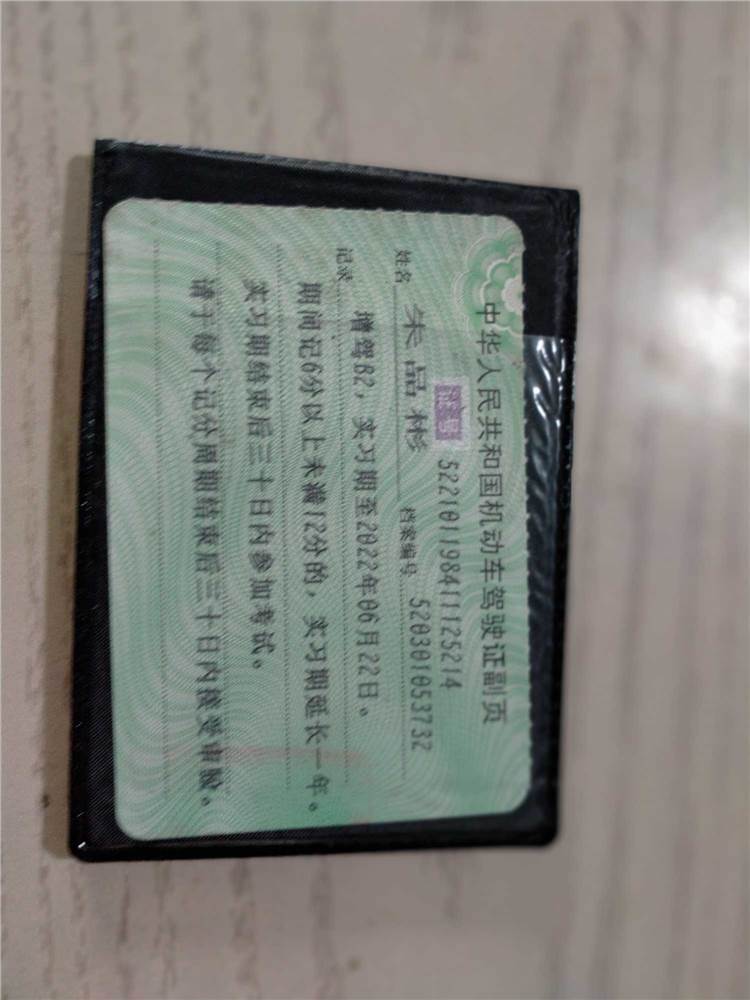 中华人民共和国机动车驾驶证副页
证号 522101198411125214
姓名 朱品彬 档案编号 520301053732
记录 增驾B2，实习期至2022年06月22日。
期间记6分以上未满12分的，实习期延长一年。
实习期结束后三十日内参加考试。
请于每个记分周期结束后三十日内接受审验。